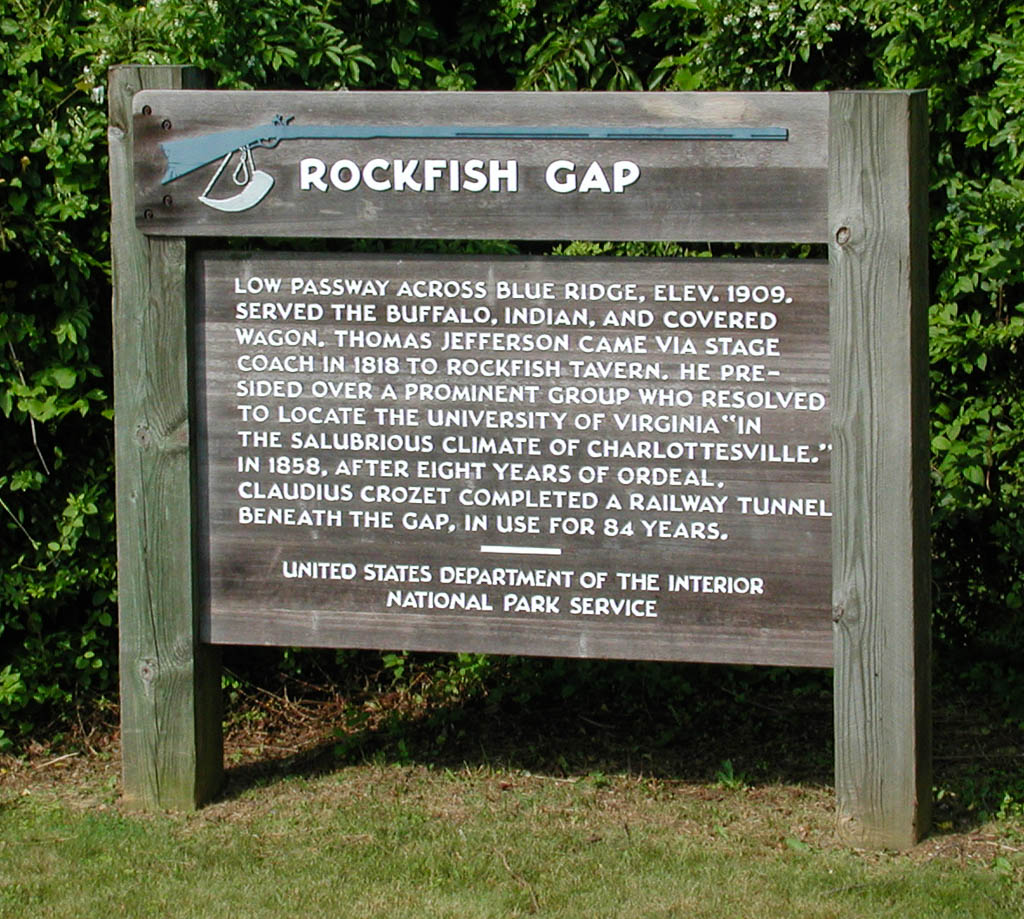 ROCKFISH GAP
LOW PASSWAY ACROSS BLUE RIDGE, ELEV. 1909.
SERVED THE BUFFALO, INDIAN, AND COVERED
WAGON. THOMAS JEFFERSON CAME VIA STAGE
COACH IN 1818 TO ROCKFISH TAVERN. HE PRE-
SIDED OVER A PROMINENT GROUP WHO RESOLVED
TO LOCATE THE UNIVERSITY OF VIRGINIA "IN
THE SALUBRIOUS CLIMATE OF CHARLOTTESVILLE."
IN 1858, AFTER EIGHT YEARS OF ORDEAL,
CLAUDIUS CROZET COMPLETED A RAILWAY TUNNEL
BENEATH THE GAP, IN USE FOR 84 YEARS.
UNITED STATES DEPARTMENT OF THE INTERIOR
NATIONAL PARK SERVICE